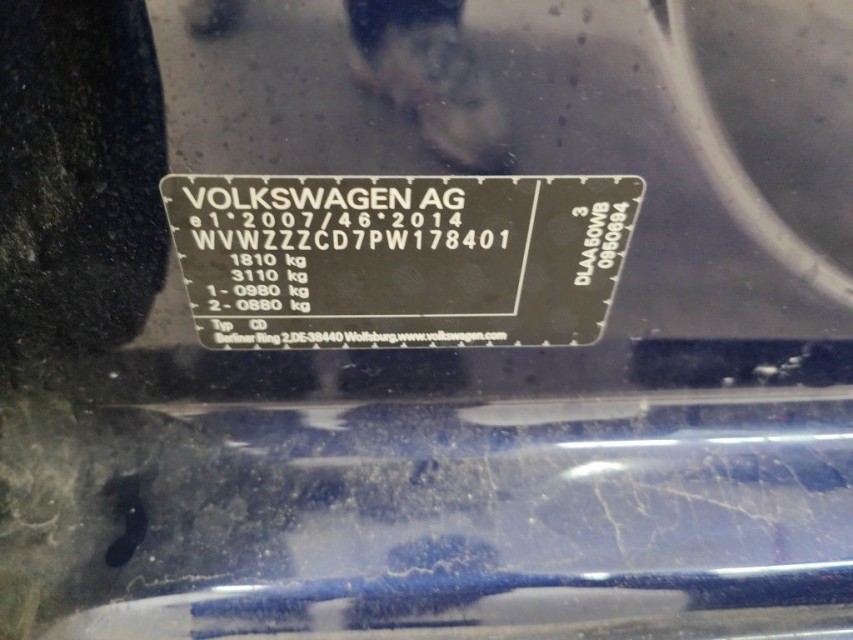 VOLKSWAGEN AG
e1*2007/46*2014
WVWZZZCD7PW178401
1810 kg
3110 kg
1- 0980 kg
2- 0880 kg
Typ CD
Berliner Ring 2,DE-38440 Wolfsburg,www.volkswagen.com
3
DLAA50WB
0950694